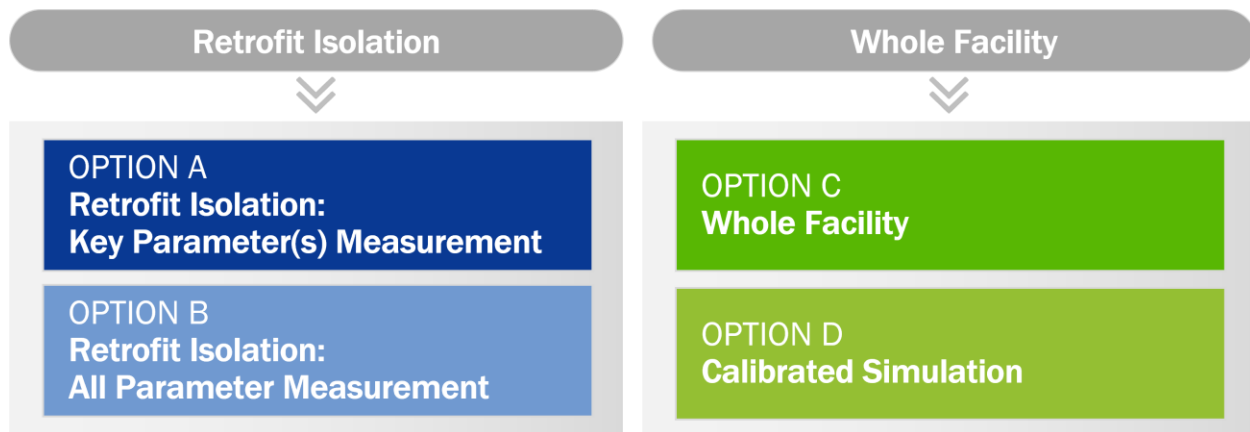 Retrofit Isolation
OPTION A
Retrofit Isolation:
Key Parameter(s) Measurement
OPTION B
Retrofit Isolation:
All Parameter Measurement
Whole Facility
OPTION C
Whole Facility
OPTION D
Calibrated Simulation